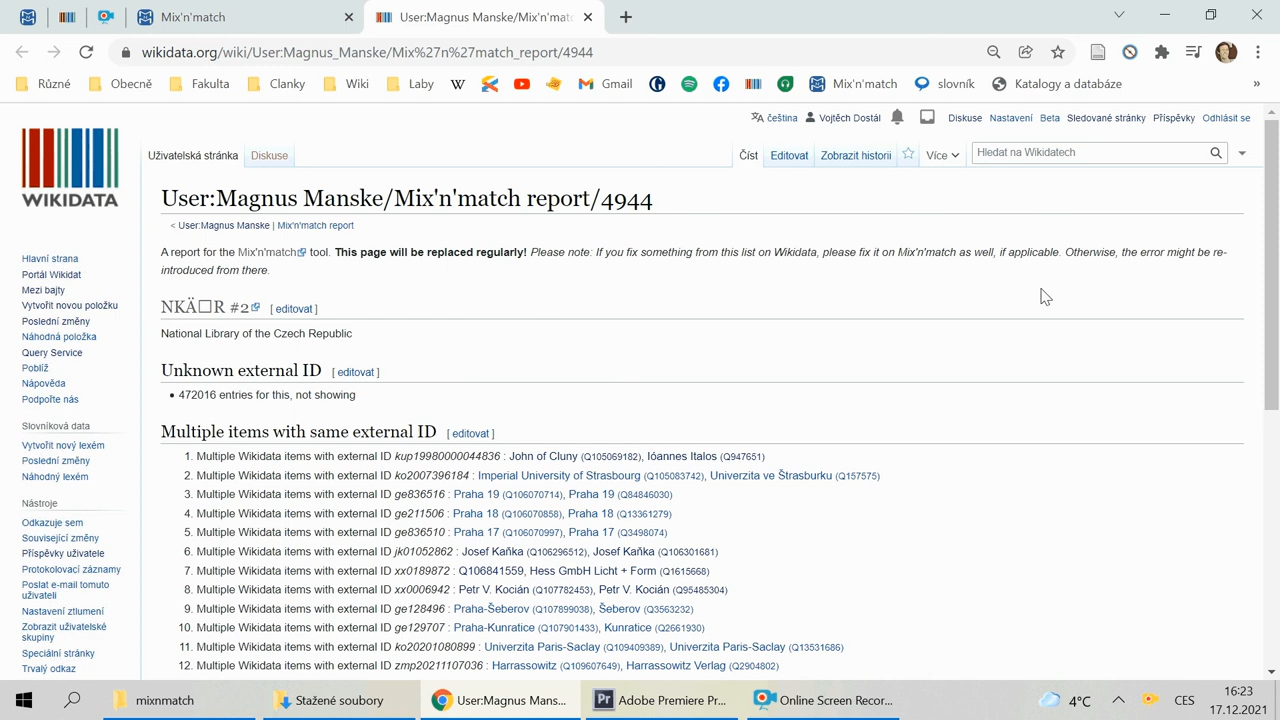 Mix'n'match
User:Magnus Manske/Mix'n'matc
wikidata.org/wiki/User:Magnus_Manske/Mix%27n%27match_report/4944
Různé Obecně Fakulta Clanky Wiki Laby Gmail Mix'n'match slovník Katalogy a databáze »
čeština Vojtěch Dostál Diskuse Nastavení Beta Sledované stránky Příspěvky Odhlásit se
Uživatelská stránka Diskuse Číst Editovat Zobrazit historii Více Hledat na Wikidatech
WIKIDATA
User:Magnus Manske/Mix'n'match report/4944
< User:Magnus Manske | Mix'n'match report
A report for the Mix'n'match tool. This page will be replaced regularly! Please note: If you fix something from this list on Wikidata, please fix it on Mix'n'match as well, if applicable. Otherwise, the error might be re-
introduced from there.
NKÄ□R #2 [ editovat ]
National Library of the Czech Republic
Unknown external ID [ editovat ]
• 472016 entries for this, not showing
Multiple items with same external ID [ editovat ]
1. Multiple Wikidata items with external ID kup19980000044836 : John of Cluny (Q105069182), Ióannes Italos (Q947651)
2. Multiple Wikidata items with external ID ko2007396184 : Imperial University of Strasbourg (Q105083742), Univerzita ve Štrasburku (Q157575)
3. Multiple Wikidata items with external ID ge836516 : Praha 19 (Q106070714), Praha 19 (Q84846030)
4. Multiple Wikidata items with external ID ge211506 : Praha 18 (Q106070858), Praha 18 (Q13361279)
5. Multiple Wikidata items with external ID ge836510 : Praha 17 (Q106070997), Praha 17 (Q3498074)
6. Multiple Wikidata items with external ID jk01052862 : Josef Kaňka (Q106296512), Josef Kaňka (Q106301681)
7. Multiple Wikidata items with external ID xx0189872 : Q106841559, Hess GmbH Licht + Form (Q1615668)
8. Multiple Wikidata items with external ID xx0006942 : Petr V. Kocián (Q107782453), Petr V. Kocián (Q95485304)
9. Multiple Wikidata items with external ID ge128496 : Praha-Šeberov (Q107899038), Šeberov (Q3563232)
10. Multiple Wikidata items with external ID ge129707 : Praha-Kunratice (Q107901433), Kunratice (Q2661930)
11. Multiple Wikidata items with external ID ko20201080899 : Univerzita Paris-Saclay (Q109409389), Univerzita Paris-Saclay (Q13531686)
12. Multiple Wikidata items with external ID zmp20211107036 : Harrassowitz (Q109607649), Harrassowitz Verlag (Q2904802)
Hlavní strana
Portál Wikidat
Mezi bajty
Vytvořit novou položku
Poslední změny
Náhodná položka
Query Service
Poblíž
Nápověda
Podpořte nás
Slovníková data
Vytvořit nový lexém
Poslední změny
Náhodný lexém
Nástroje
Odkazuje sem
Související změny
Příspěvky uživatele
Protokolovací záznamy
Poslat e-mail tomuto
uživateli
Nastavení ztlumení
Zobrazit uživatelské
skupiny
Speciální stránky
Trvalý odkaz
mixnmatch Stažené soubory User:Magnus Mans... Adobe Premiere Pr... Online Screen Recor... 4°C CES 16:23
17.12.2021